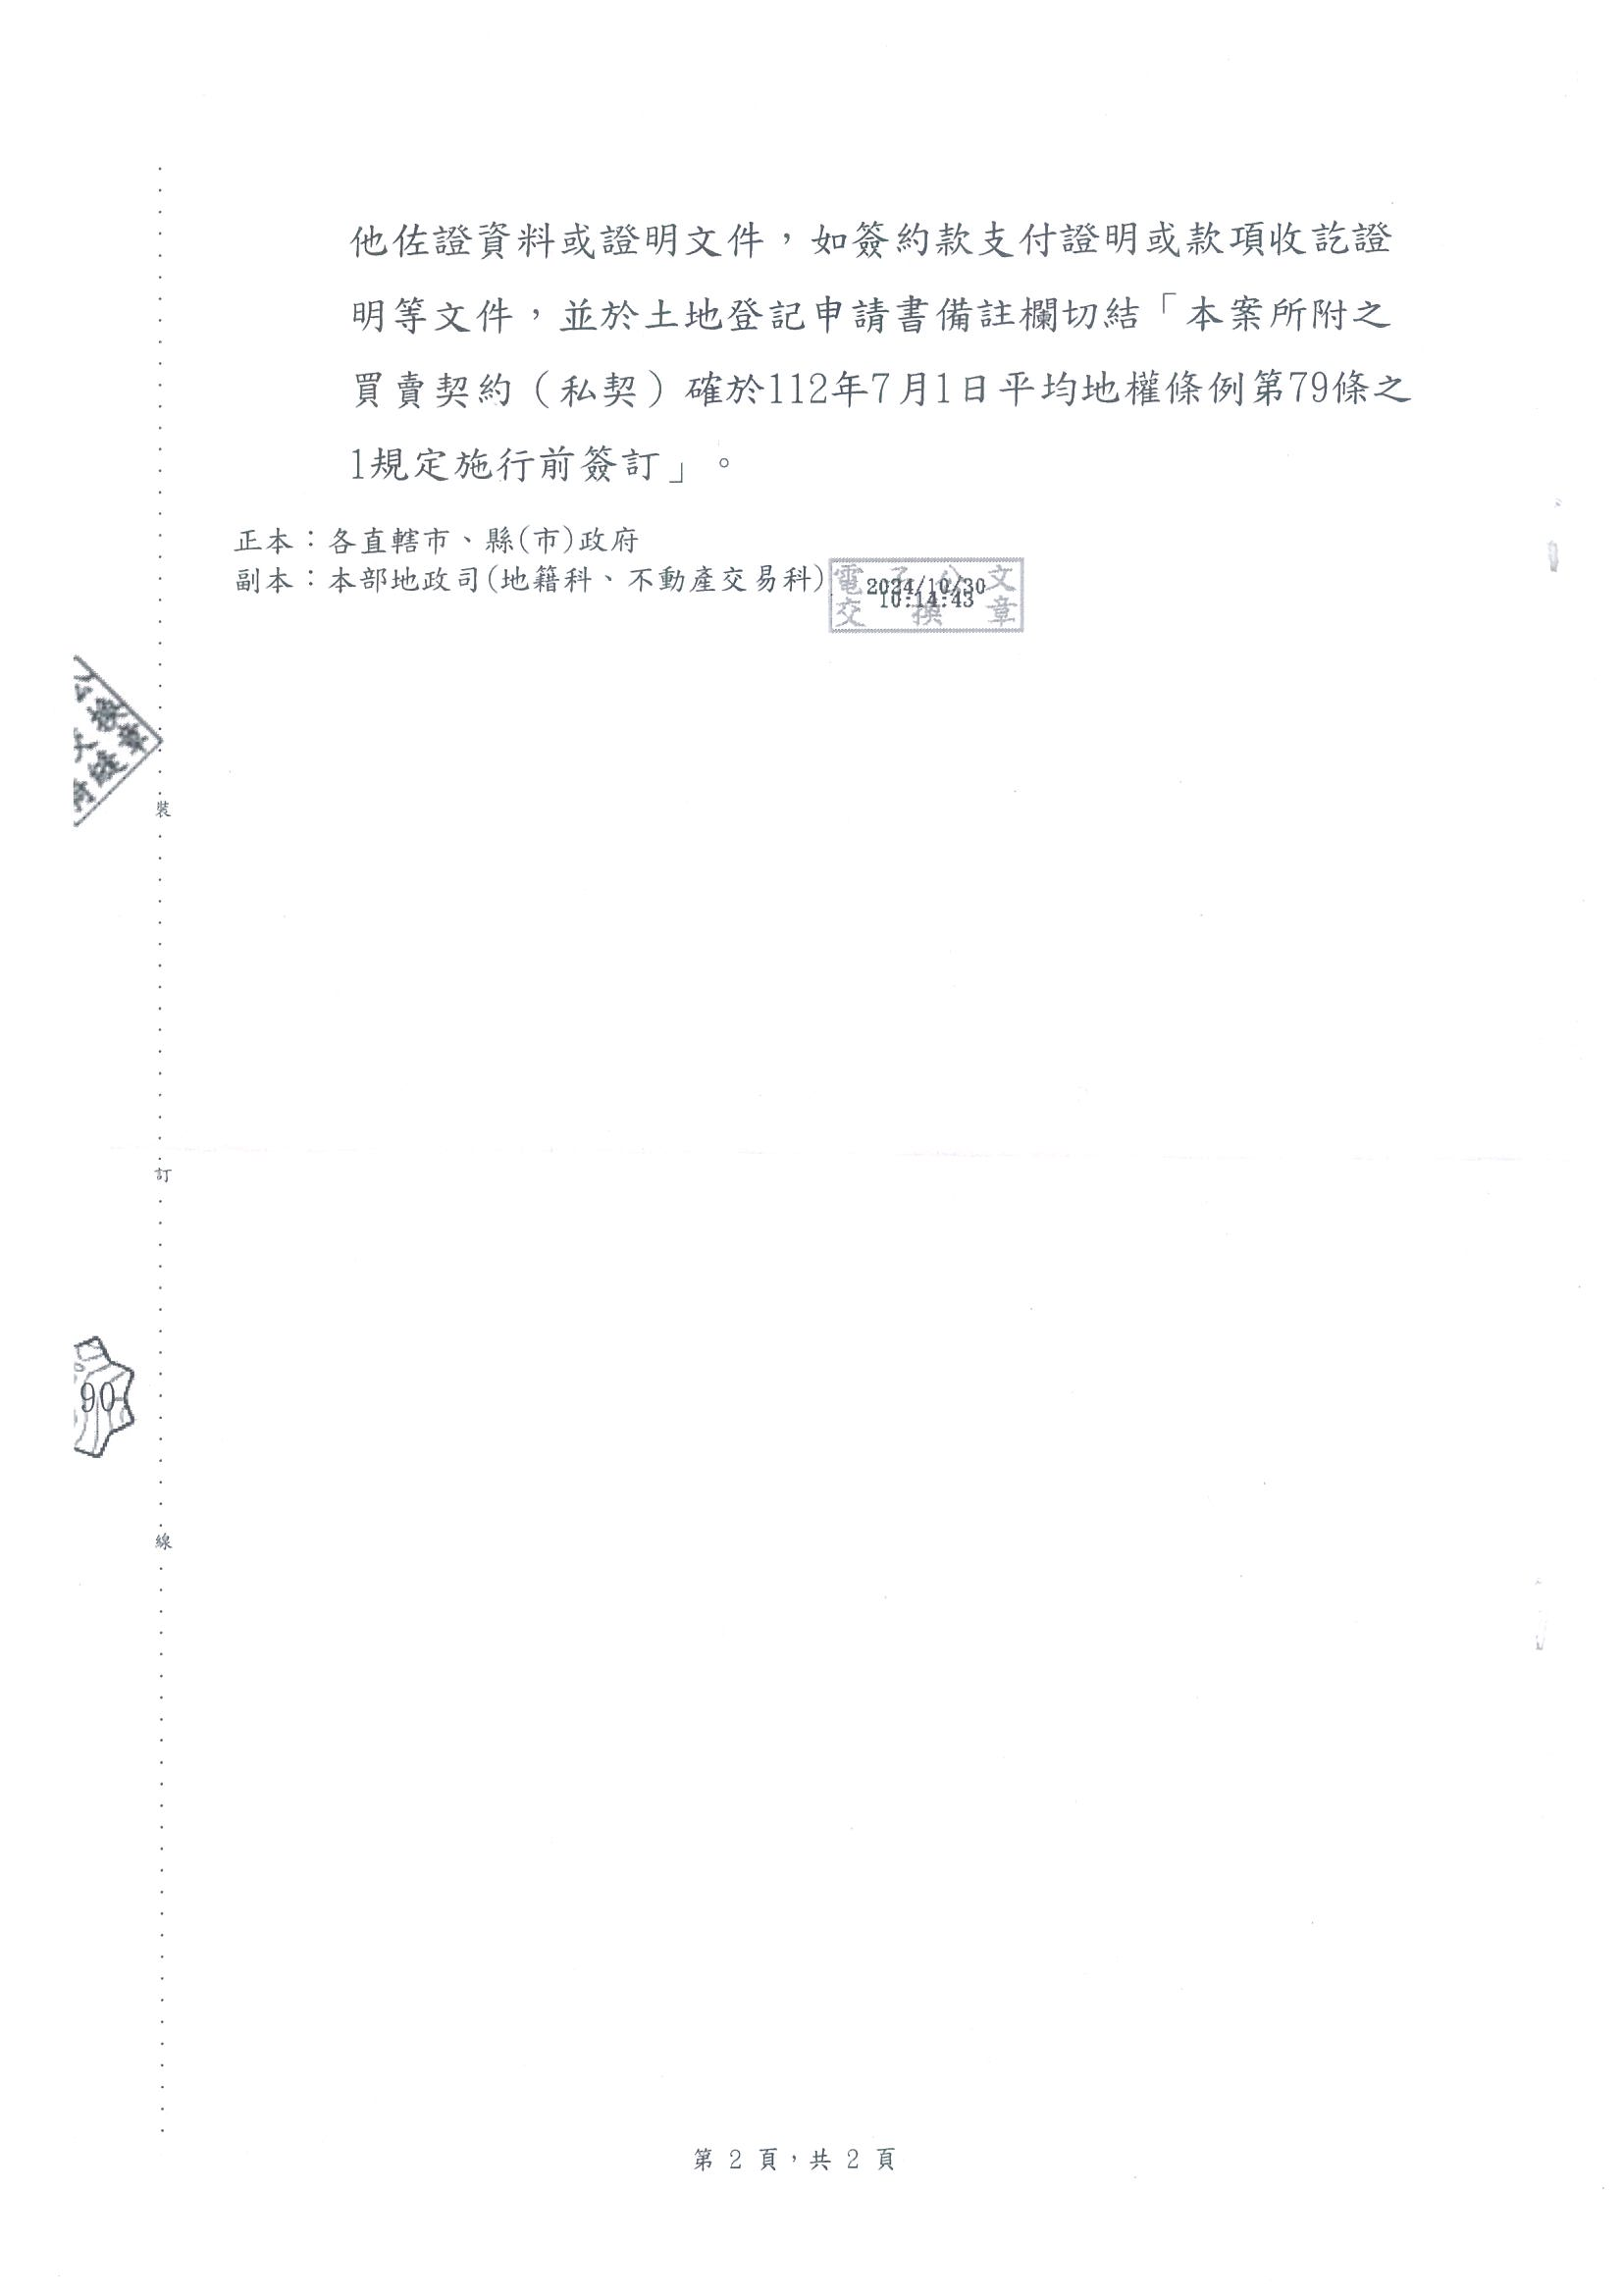 他佐證資料或證明文件，如簽約款支付證明或款項收訖證
明等文件，並於土地登記申請書備註欄切結「本案所附之
買賣契約（私契）確於112年7月1日平均地權條例第79條之
1規定施行前簽訂」。
正本：各直轄市、縣(市)政府
副本：本部地政司(地籍科、不動產交易科)
電子公文
2024/10/30
10:14:43
交換章
裝
訂
90
線
第 2 頁，共 2 頁